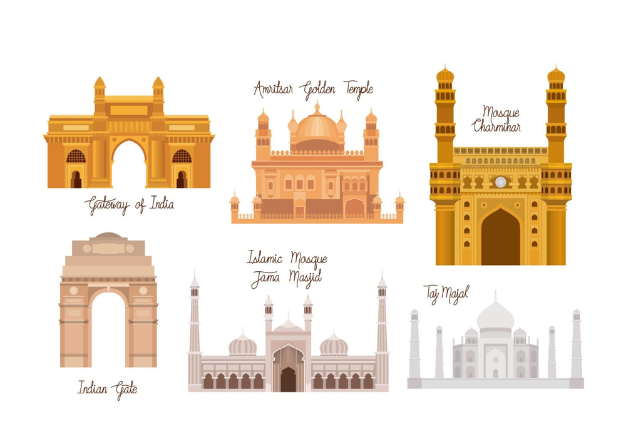 Amritsar Golden Temple
Mosque
Charminar
Gateway of India
Islamic Mosque
Jama Masjid
Taj Majal
Indian Gate